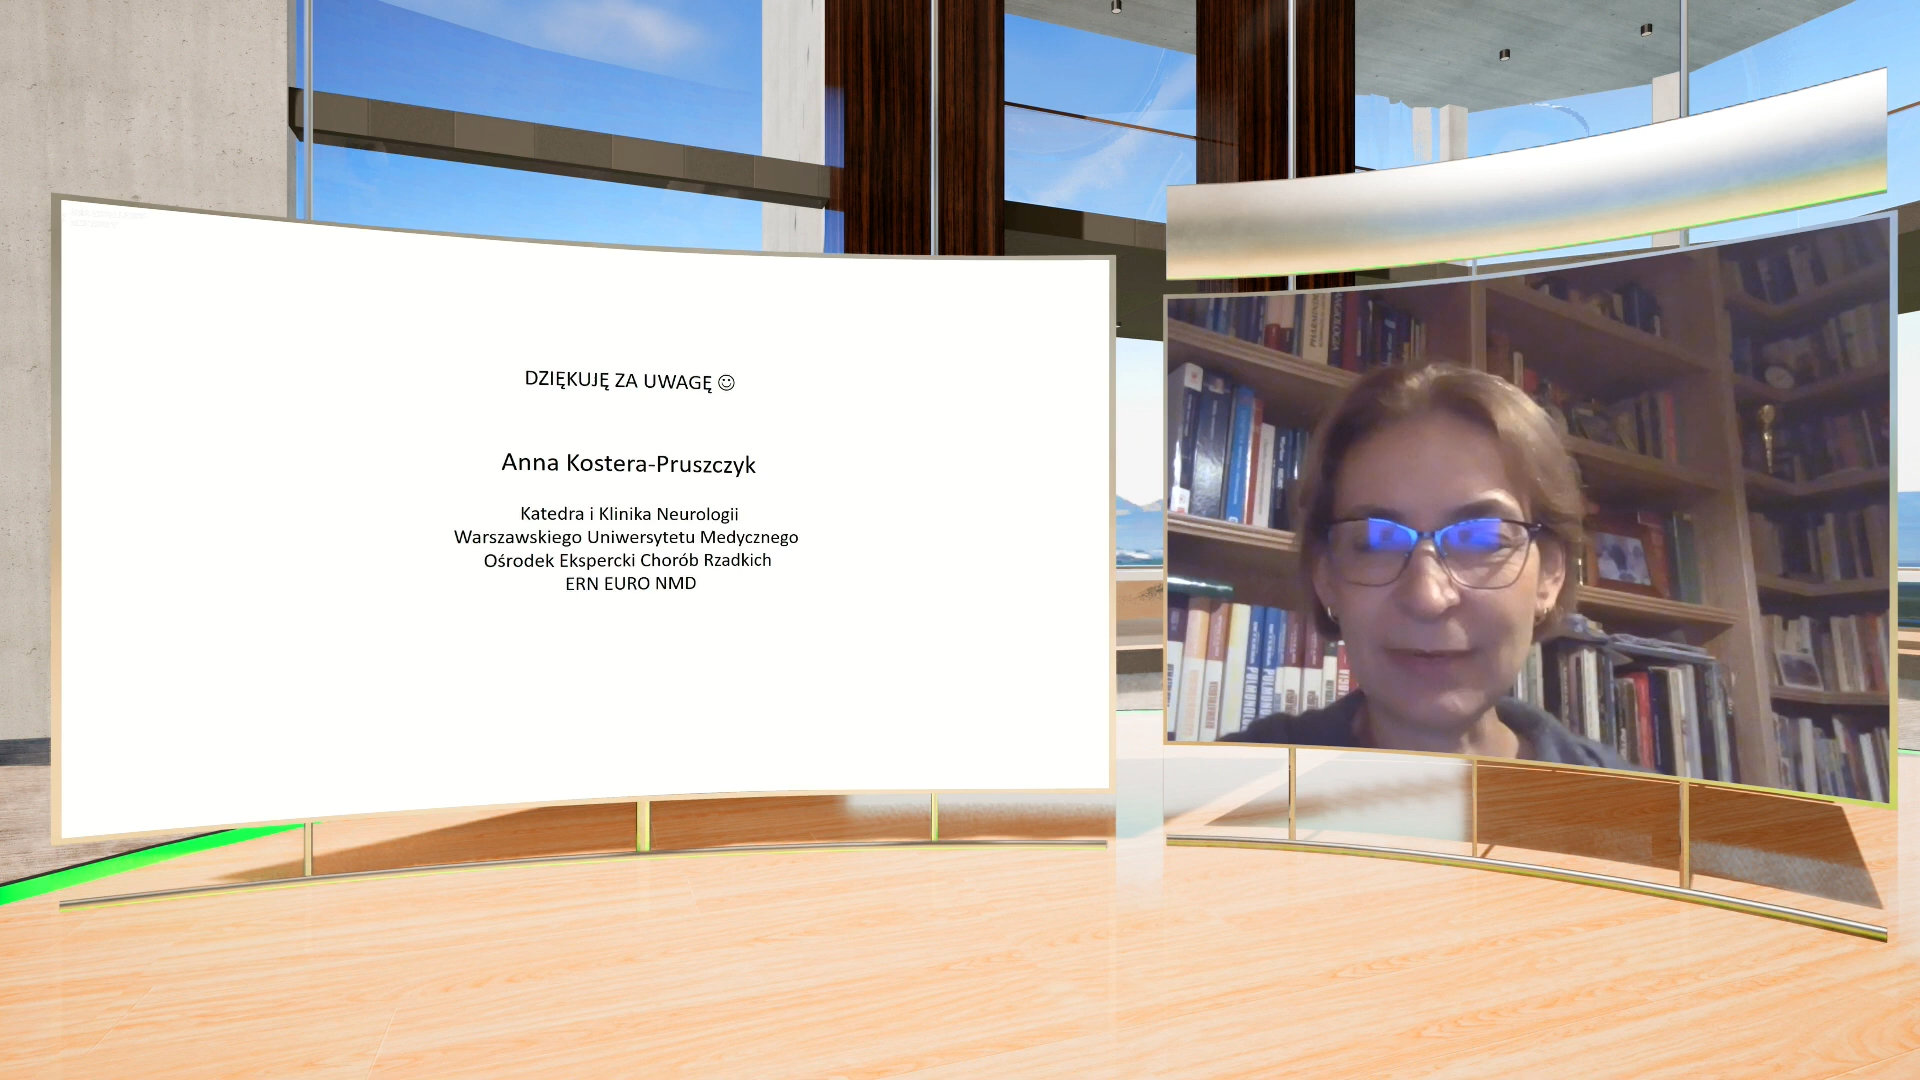 DZIĘKUJĘ ZA UWAGĘ ☺
Anna Kostera-Pruszczyk
Katedra i Klinika Neurologii
Warszawskiego Uniwersytetu Medycznego
Ośrodek Ekspercki Chorób Rzadkich
ERN EURO NMD